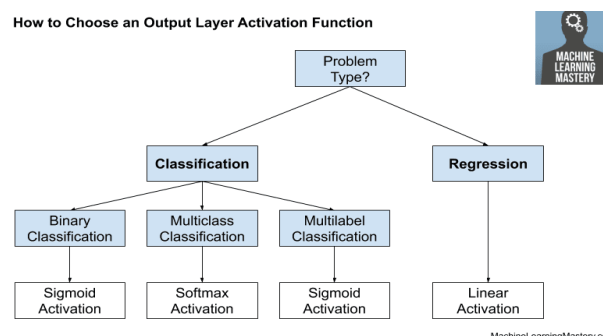 How to Choose an Output Layer Activation Function
MACHINE
LEARNING
MASTERY
Problem
Type?
Classification
Regression
Binary
Classification
Multiclass
Classification
Multilabel
Classification
Sigmoid
Activation
Softmax
Activation
Sigmoid
Activation
Linear
Activation